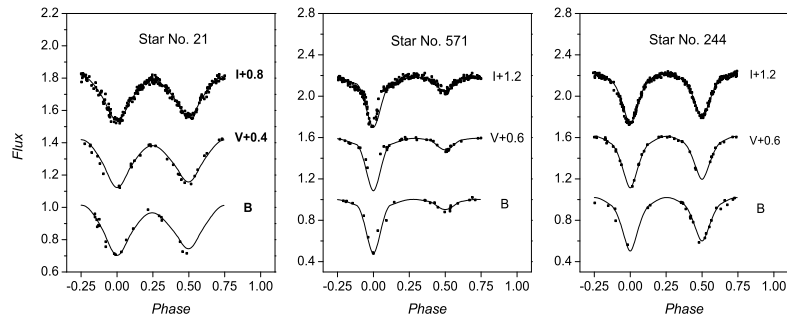 Star No. 21
Star No. 571
Star No. 244
Flux
2.2
2.0
1.8
1.6
1.4
1.2
1.0
0.8
0.6
I+0.8
V+0.4
B
-0.25 0.00 0.25 0.50 0.75 1.00
Phase
2.8
2.4
2.0
1.6
1.2
0.8
0.4
I+1.2
V+0.6
B
-0.25 0.00 0.25 0.50 0.75 1.00
Phase
2.8
2.4
2.0
1.6
1.2
0.8
0.4
I+1.2
V+0.6
B
-0.25 0.00 0.25 0.50 0.75 1.00
Phase